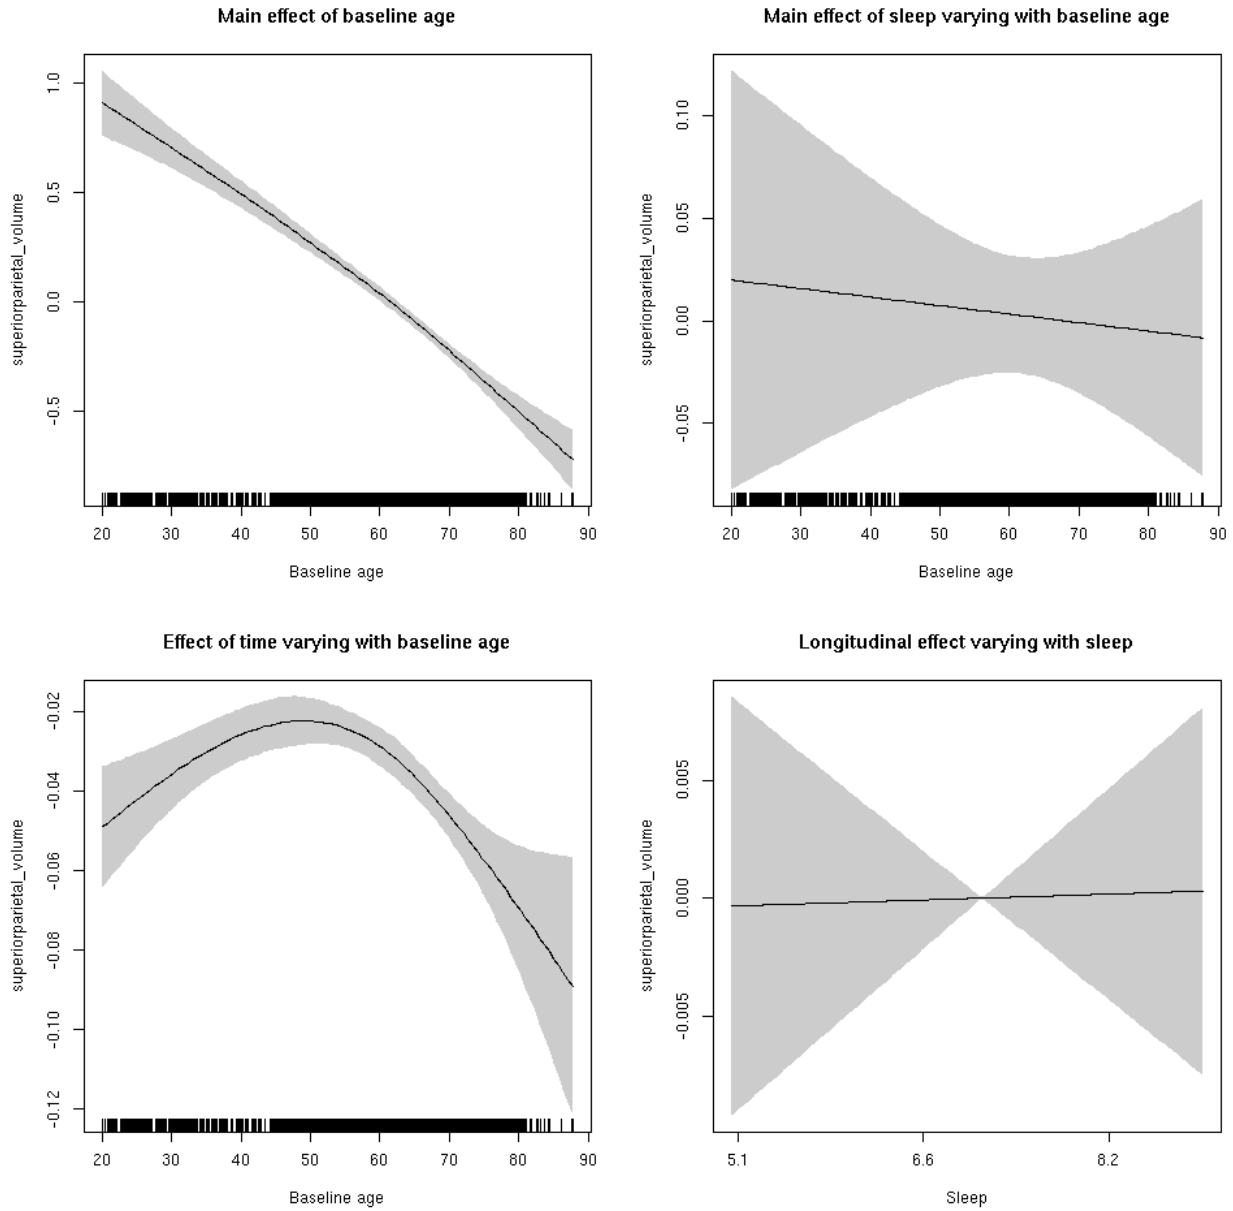 Main effect of baseline age
superiorparietal_volume
1.0
0.5
0.0
-0.5
20 30 40 50 60 70 80 90
Baseline age
Main effect of sleep varying with baseline age
superiorparietal_volume
0.10
0.05
0.00
-0.05
20 30 40 50 60 70 80 90
Baseline age
Effect of time varying with baseline age
superiorparietal_volume
-0.02
-0.04
-0.06
-0.08
-0.10
-0.12
20 30 40 50 60 70 80 90
Baseline age
Longitudinal effect varying with sleep
superiorparietal_volume
0.005
0.000
-0.005
5.1 6.6 8.2
Sleep